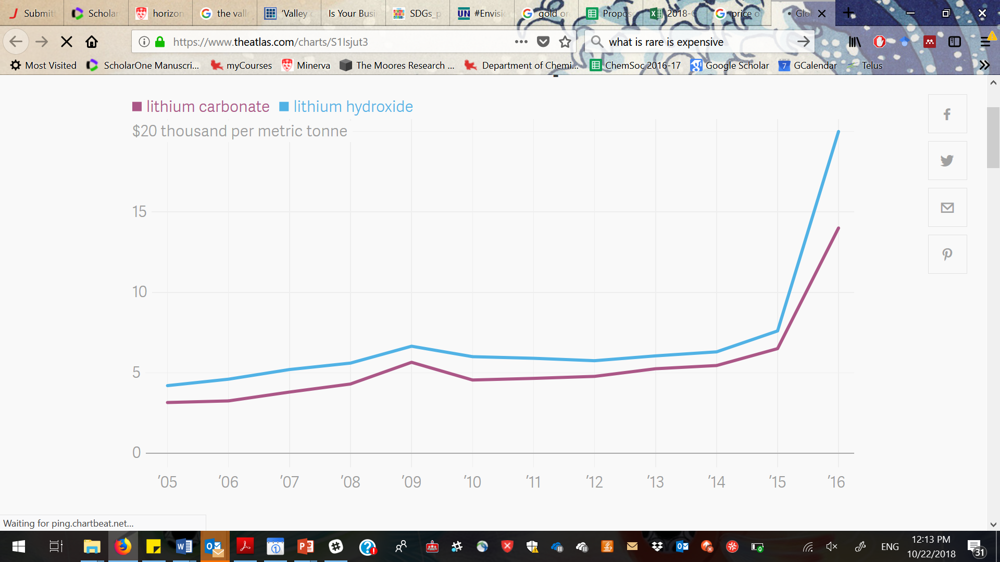 Submitt Scholar horizon the vall 'Valley Is Your Busi SDGs_p UN #Envisi gold or Propos 2018- price o Glo
https://www.theatlas.com/charts/S1Isjut3 what is rare is expensive
Most Visited ScholarOne Manuscri... myCourses Minerva The Moores Research ... Department of Chemi... ChemSoc 2016-17 Google Scholar 7 GCalendar Telus
lithium carbonate lithium hydroxide
$20 thousand per metric tonne
15
10
5
0
'05 '06 '07 '08 '09 '10 '11 '12 '13 '14 '15 '16
Waiting for ping.chartbeat.net...
ENG 12:13 PM
10/22/2018 31